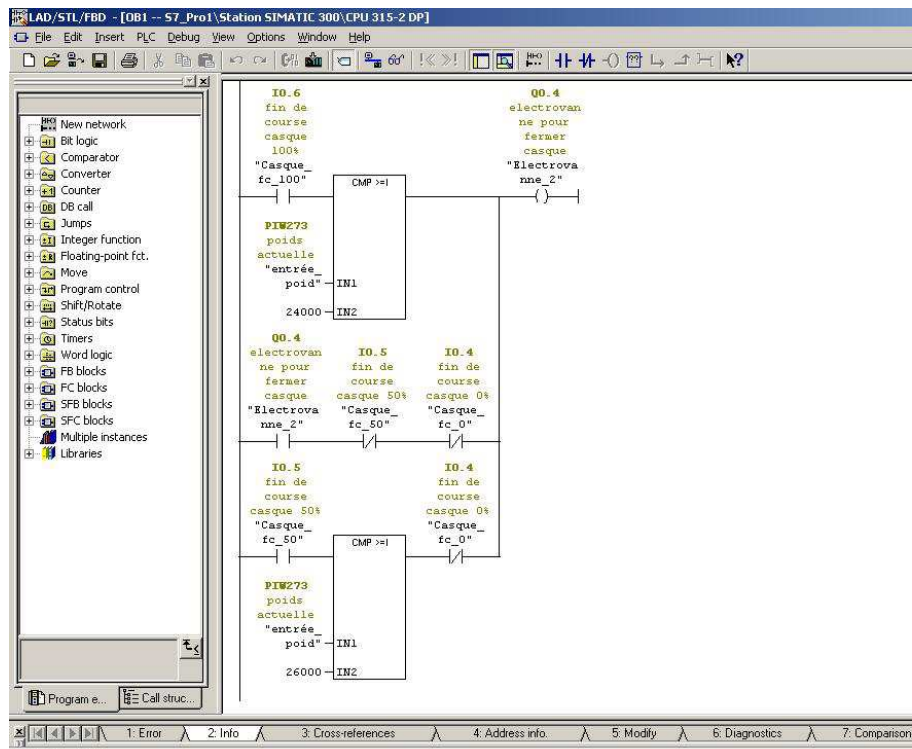 LAD/STL/FBD - [OB1 -- S7_Pro1\Station SIMATIC 300\CPU 315-2 DP]
File Edit Insert PLC Debug View Options Window Help
New network
Bit logic
Comparator
Converter
Counter
DB call
Jumps
Integer function
Floating-point fct.
Move
Program control
Shift/Rotate
Status bits
Timers
Word logic
FB blocks
FC blocks
SFB blocks
SFC blocks
Multiple instances
Libraries
Program e... Call struc...
I0.6
fin de
course
casque
100%
"Casque_
fc_100"
CMP >=I
Q0.4
electrovan
ne pour
fermer
casque
"Electrova
nne_2"
PIW273
poids
actuelle
"entrée_
poid" IN1
24000 IN2
Q0.4
electrovan
ne pour
fermer
casque
"Electrova
nne_2"
I0.5
fin de
course
casque 50%
"Casque_
fc_50"
I0.4
fin de
course
casque 0%
"Casque_
fc_0"
I0.5
fin de
course
casque 50%
"Casque_
fc_50"
CMP >=I
I0.4
fin de
course
casque 0%
"Casque_
fc_0"
PIW273
poids
actuelle
"entrée_
poid" IN1
26000 IN2
1: Error 2: Info 3: Cross-references 4: Address info. 5: Modify 6: Diagnostics 7: Comparison